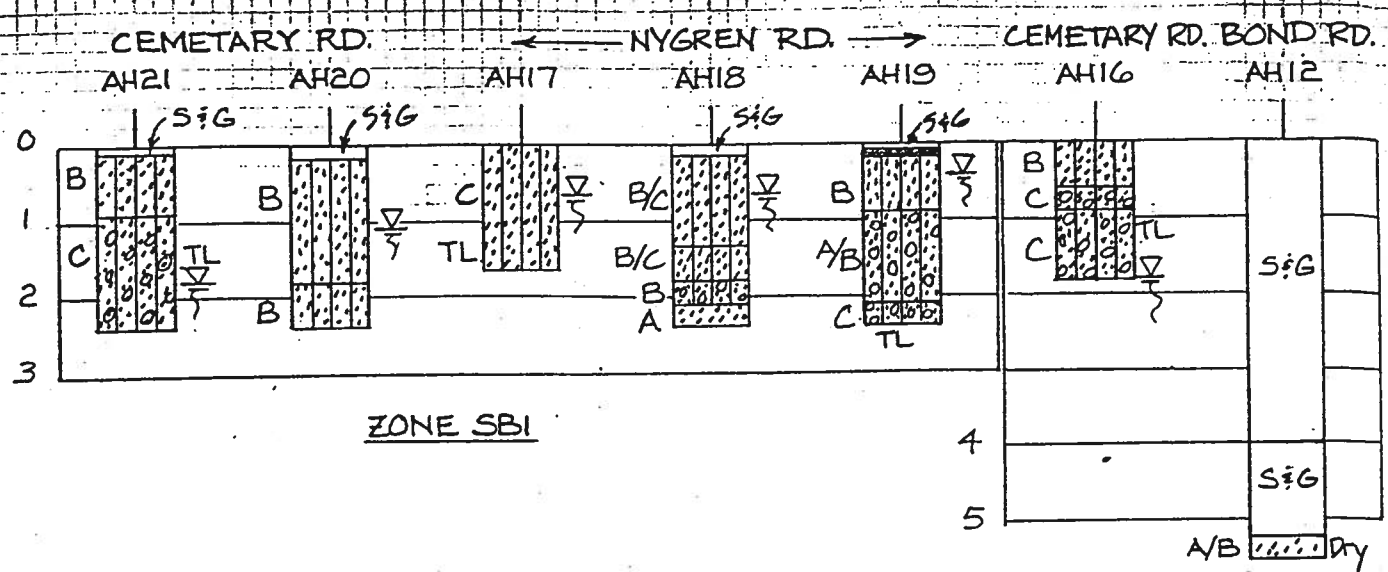 CEMETARY RD. ← NYGREN RD. → CEMETARY RD. BOND RD.
AH21 AH20 AH17 AH18 AH19 AH16 AH12
S&G S&G S&G S&G
0
B B C B/C B B
C
1
C TL B/C A/B C TL S&G
TL
2
B B
A C
TL
3
ZONE SB1
4
S&G
5
A/B Dry